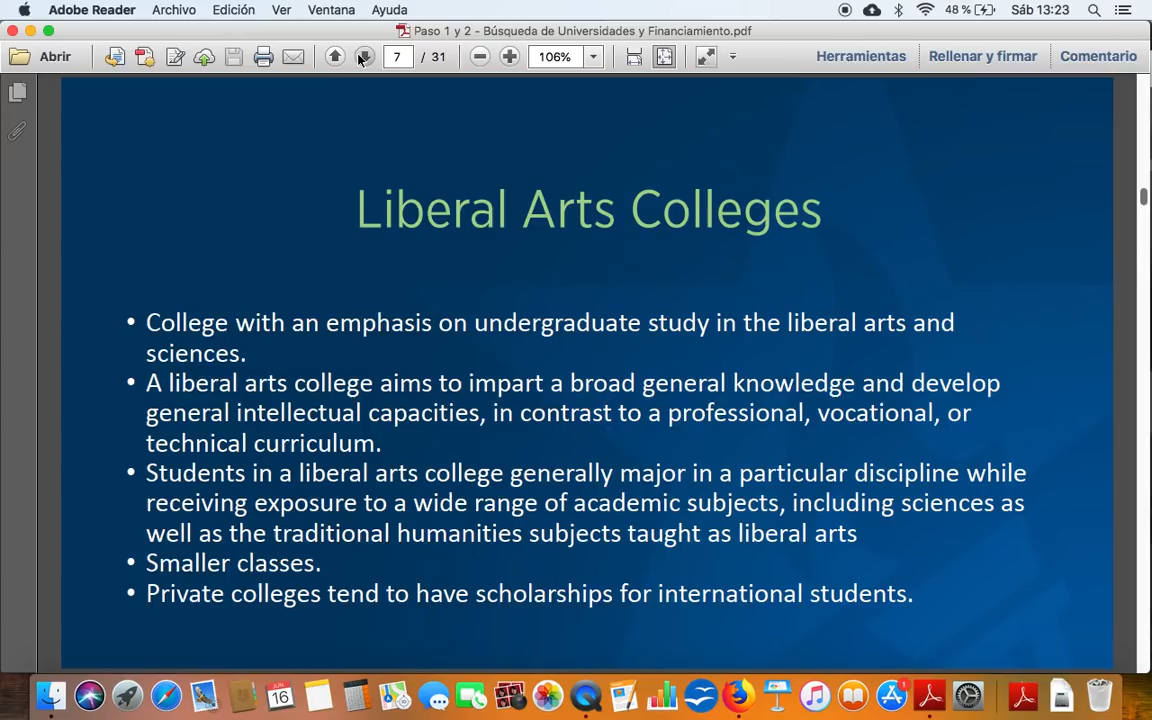 Adobe Reader Archivo Edición Ver Ventana Ayuda 48 % Sáb 13:23
Paso 1 y 2 - Búsqueda de Universidades y Financiamiento.pdf
Abrir 7 / 31 106% Herramientas Rellenar y firmar Comentario
Liberal Arts Colleges
• College with an emphasis on undergraduate study in the liberal arts and
sciences.
• A liberal arts college aims to impart a broad general knowledge and develop
general intellectual capacities, in contrast to a professional, vocational, or
technical curriculum.
• Students in a liberal arts college generally major in a particular discipline while
receiving exposure to a wide range of academic subjects, including sciences as
well as the traditional humanities subjects taught as liberal arts
• Smaller classes.
• Private colleges tend to have scholarships for international students.
JUN
16
1